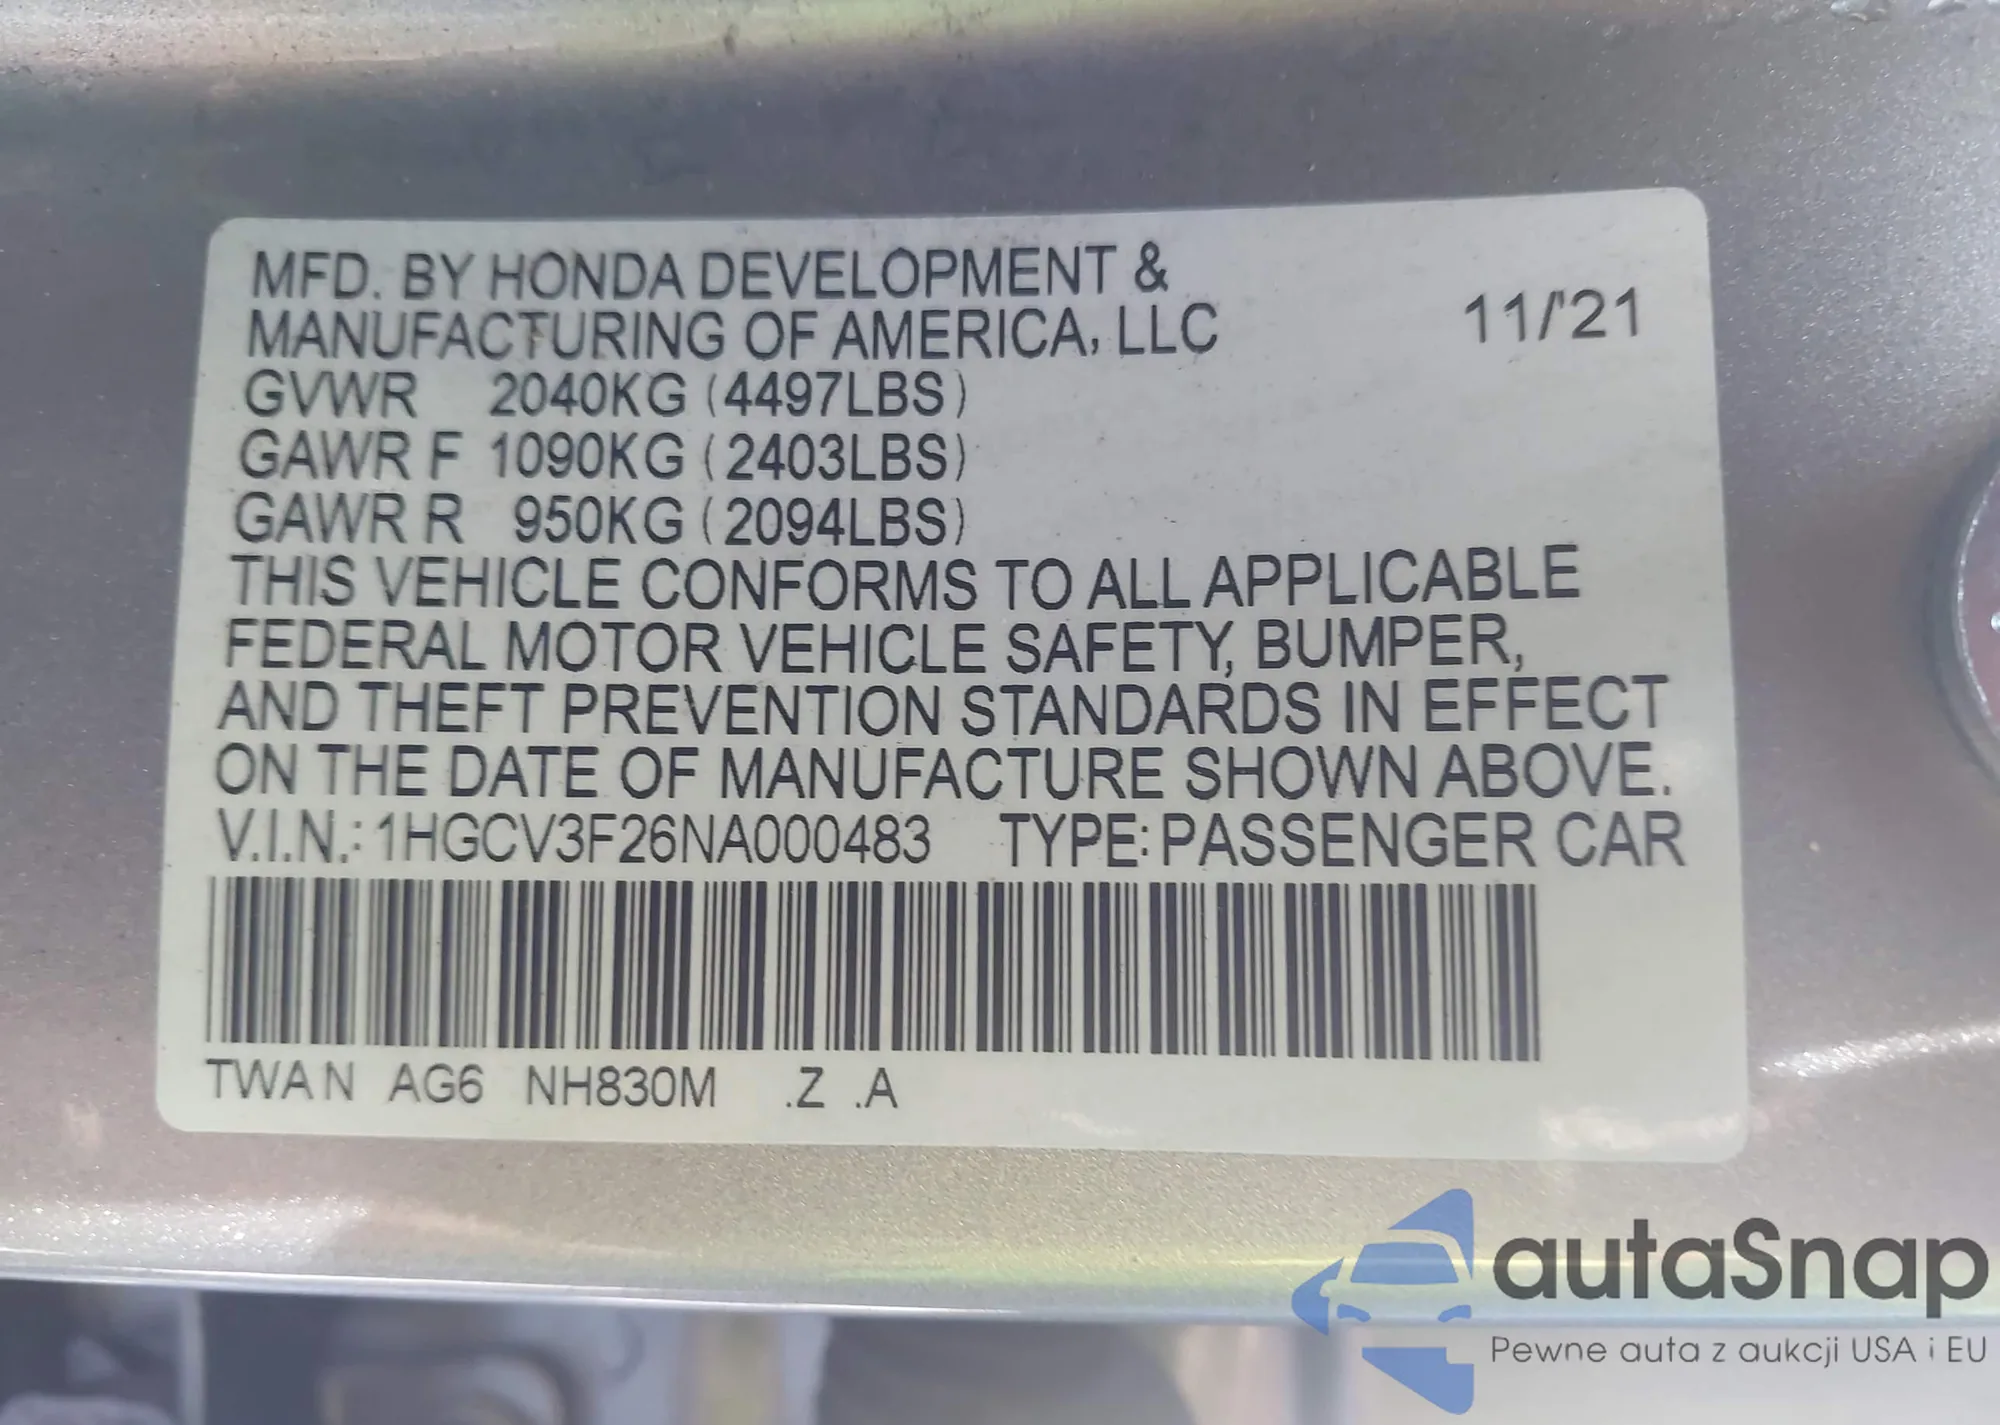 MFD. BY HONDA DEVELOPMENT &
MANUFACTURING OF AMERICA, LLC
11/'21
GVWR 2040KG (4497LBS)
GAWR F 1090KG (2403LBS)
GAWR R 950KG (2094LBS)
THIS VEHICLE CONFORMS TO ALL APPLICABLE
FEDERAL MOTOR VEHICLE SAFETY, BUMPER,
AND THEFT PREVENTION STANDARDS IN EFFECT
ON THE DATE OF MANUFACTURE SHOWN ABOVE.
V.I.N.: 1HGCV3F26NA000483 TYPE: PASSENGER CAR
TWAN AG6 NH830M .Z .A
autaSnap
Pewne auta z aukcji USA i EU